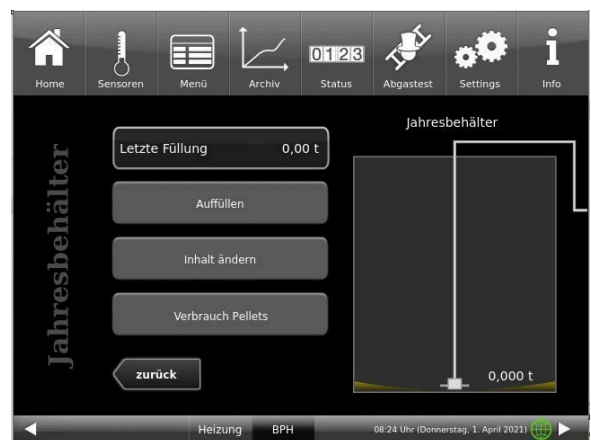 Home Sensoren Menü Archiv 0123 Status Abgastest Settings i Info
Jahresbehälter
Letzte Füllung 0,00 t
Auffüllen
Inhalt ändern
Verbrauch Pellets
zurück
Jahresbehälter
0,000 t
Heizung BPH 08:24 Uhr (Donnerstag, 1. April 2021)